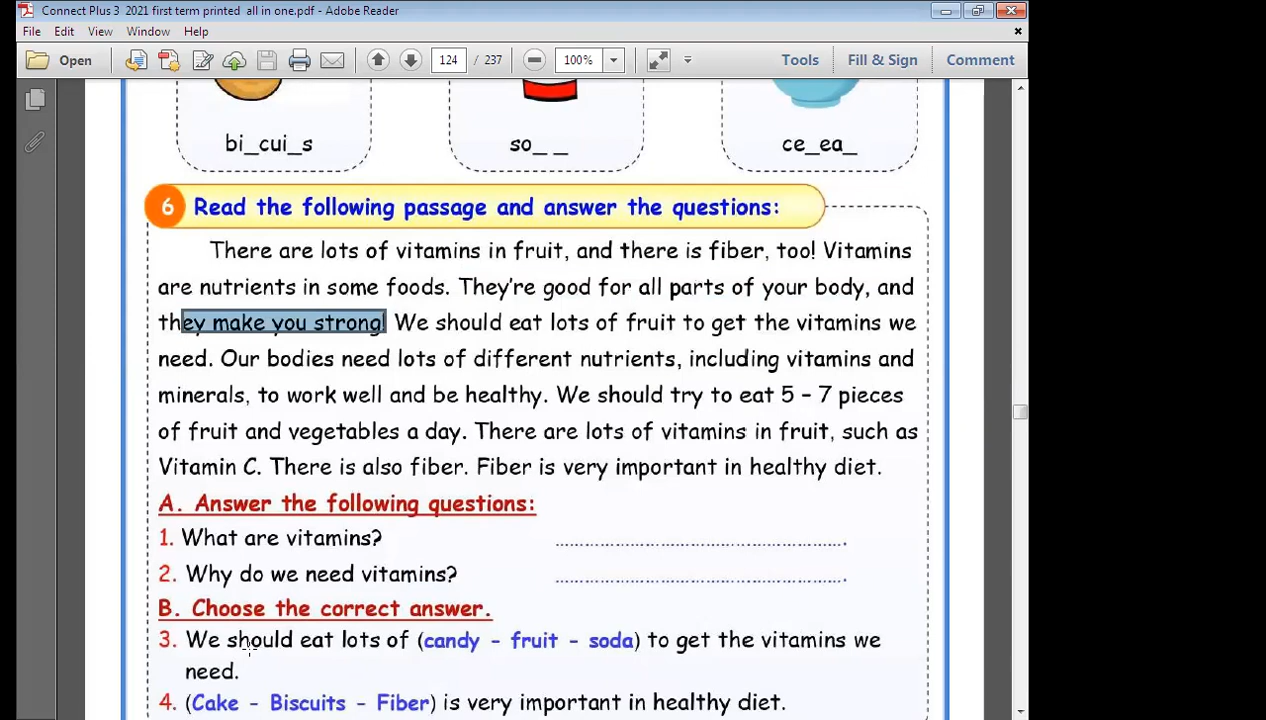 Connect Plus 3 2021 first term printed all in one.pdf - Adobe Reader
File Edit View Window Help
Open 124 / 237 100% Tools Fill & Sign Comment
bi_cui_s so_ _ ce_ea_
6 Read the following passage and answer the questions:
There are lots of vitamins in fruit, and there is fiber, too! Vitamins
are nutrients in some foods. They're good for all parts of your body, and
they make you strong! We should eat lots of fruit to get the vitamins we
need. Our bodies need lots of different nutrients, including vitamins and
minerals, to work well and be healthy. We should try to eat 5 – 7 pieces
of fruit and vegetables a day. There are lots of vitamins in fruit, such as
Vitamin C. There is also fiber. Fiber is very important in healthy diet.
A. Answer the following questions:
1. What are vitamins? ......................................................
2. Why do we need vitamins? ......................................................
B. Choose the correct answer.
3. We should eat lots of (candy – fruit – soda) to get the vitamins we
need.
4. (Cake – Biscuits – Fiber) is very important in healthy diet.